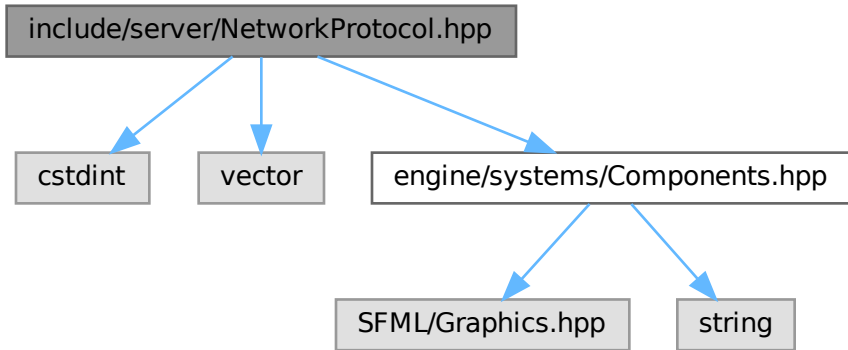 include/server/NetworkProtocol.hpp
cstdint
vector
engine/systems/Components.hpp
SFML/Graphics.hpp
string